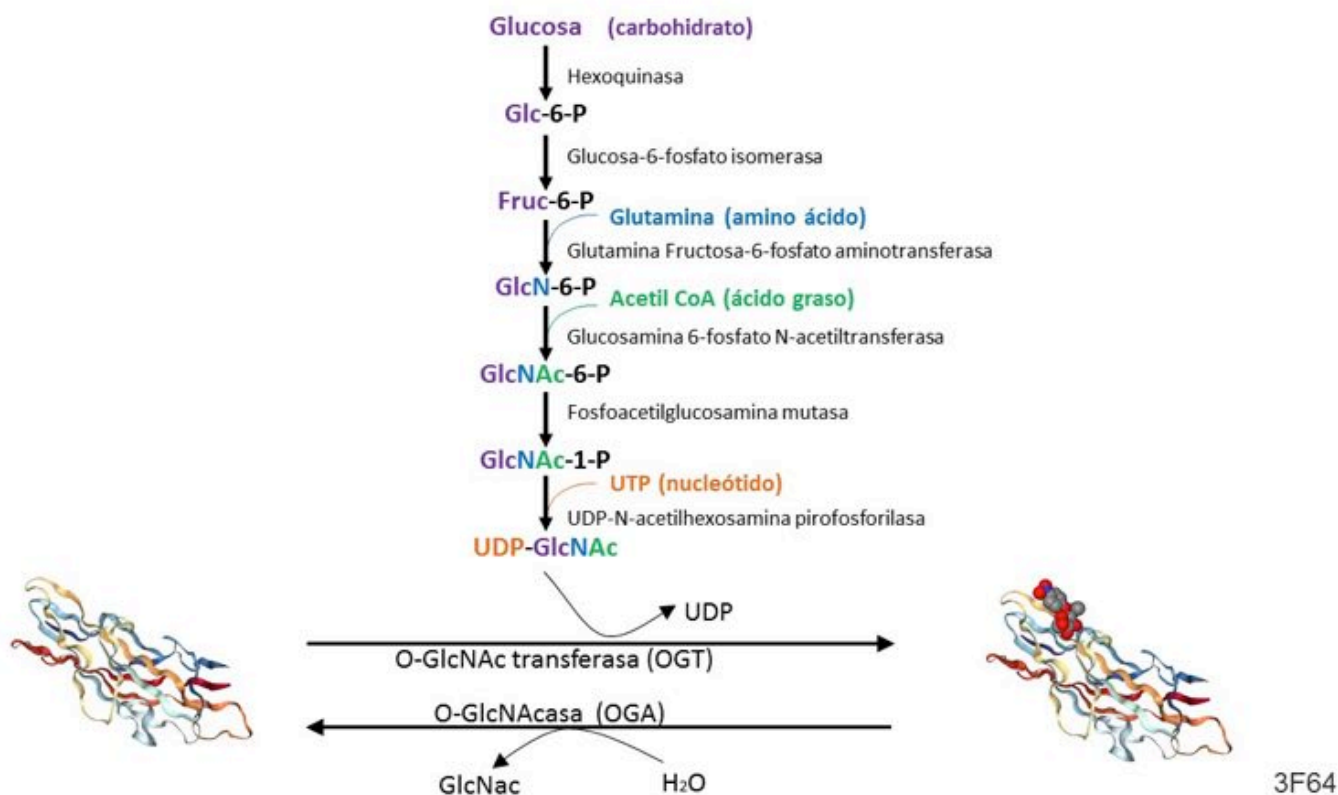 Glucosa (carbohidrato)
Hexoquinasa
Glc-6-P
Glucosa-6-fosfato isomerasa
Fruc-6-P
Glutamina (amino ácido)
Glutamina Fructosa-6-fosfato aminotransferasa
GlcN-6-P
Acetil CoA (ácido graso)
Glucosamina 6-fosfato N-acetiltransferasa
GlcNAc-6-P
Fosfoacetilglucosamina mutasa
GlcNAc-1-P
UTP (nucleótido)
UDP-N-acetilhexosamina pirofosforilasa
UDP-GlcNAc
UDP
O-GlcNAc transferasa (OGT)
O-GlcNAcasa (OGA)
GlcNac
H₂O
3F64